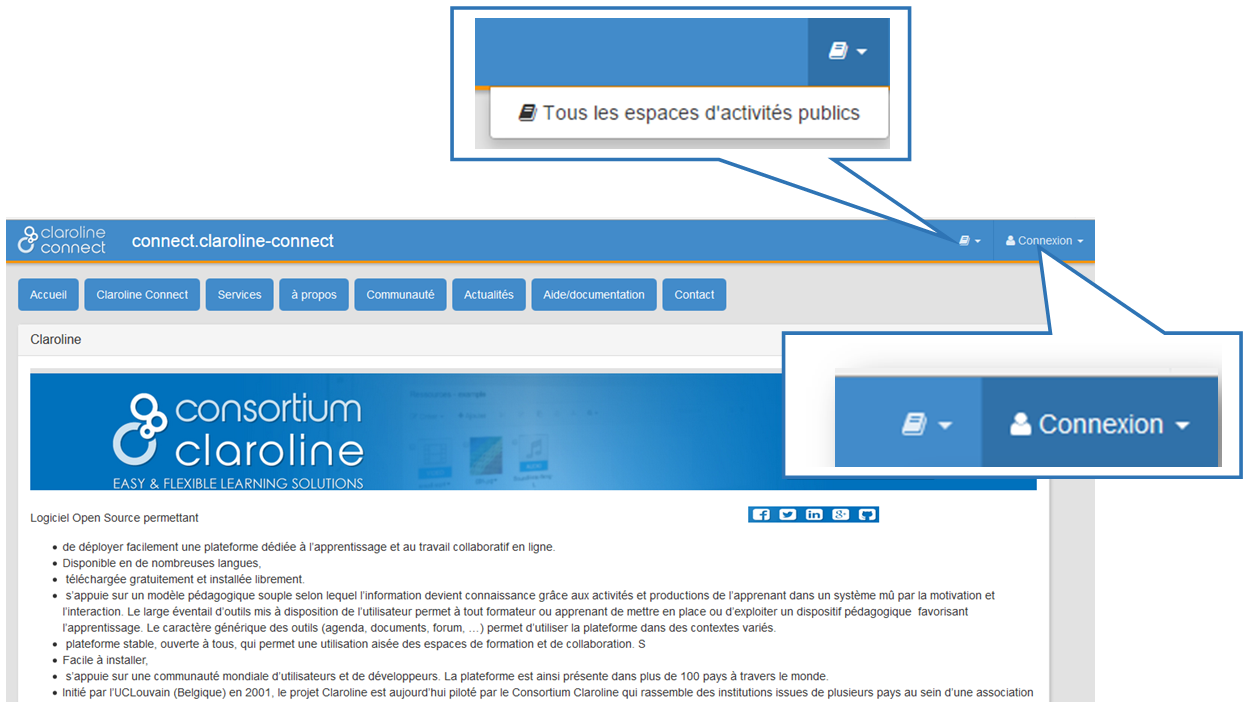 Tous les espaces d'activités publics
claroline
connect
connect.claroline-connect
Connexion
Accueil
Claroline Connect
Services
à propos
Communauté
Actualités
Aide/documentation
Contact
Claroline
Connexion
consortium
claroline
EASY & FLEXIBLE LEARNING SOLUTIONS
Logiciel Open Source permettant
de déployer facilement une plateforme dédiée à l'apprentissage et au travail collaboratif en ligne.
Disponible en de nombreuses langues,
téléchargée gratuitement et installée librement.
s'appuie sur un modèle pédagogique souple selon lequel l'information devient connaissance grâce aux activités et productions de l'apprenant dans un système mû par la motivation et
l'interaction. Le large éventail d'outils mis à disposition de l'utilisateur permet à tout formateur ou apprenant de mettre en place ou d'exploiter un dispositif pédagogique favorisant
l'apprentissage. Le caractère générique des outils (agenda, documents, forum, …) permet d'utiliser la plateforme dans des contextes variés.
plateforme stable, ouverte à tous, qui permet une utilisation aisée des espaces de formation et de collaboration. S
Facile à installer,
s'appuie sur une communauté mondiale d'utilisateurs et de développeurs. La plateforme est ainsi présente dans plus de 100 pays à travers le monde.
Initié par l'UCLouvain (Belgique) en 2001, le projet Claroline est aujourd'hui piloté par le Consortium Claroline qui rassemble des institutions issues de plusieurs pays au sein d'une association